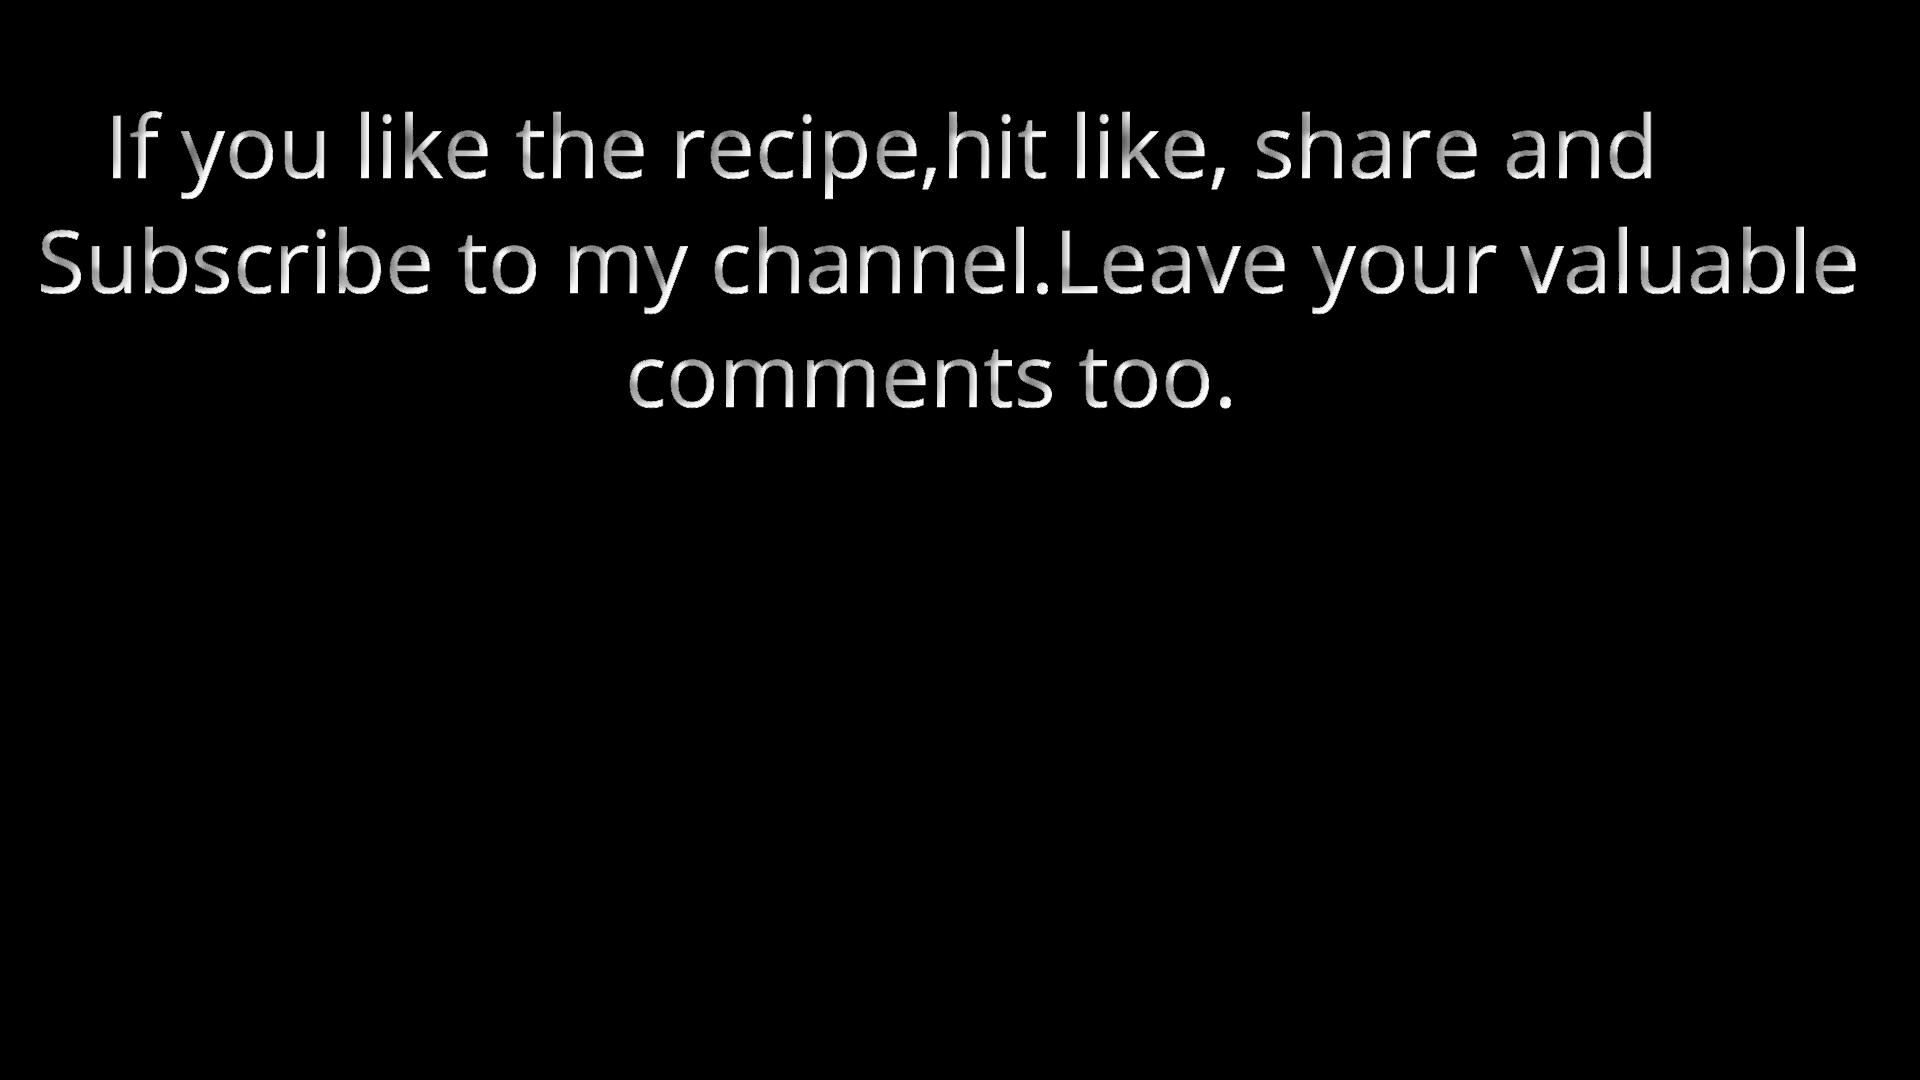 If you like the recipe,hit like, share and
Subscribe to my channel.Leave your valuable
comments too.